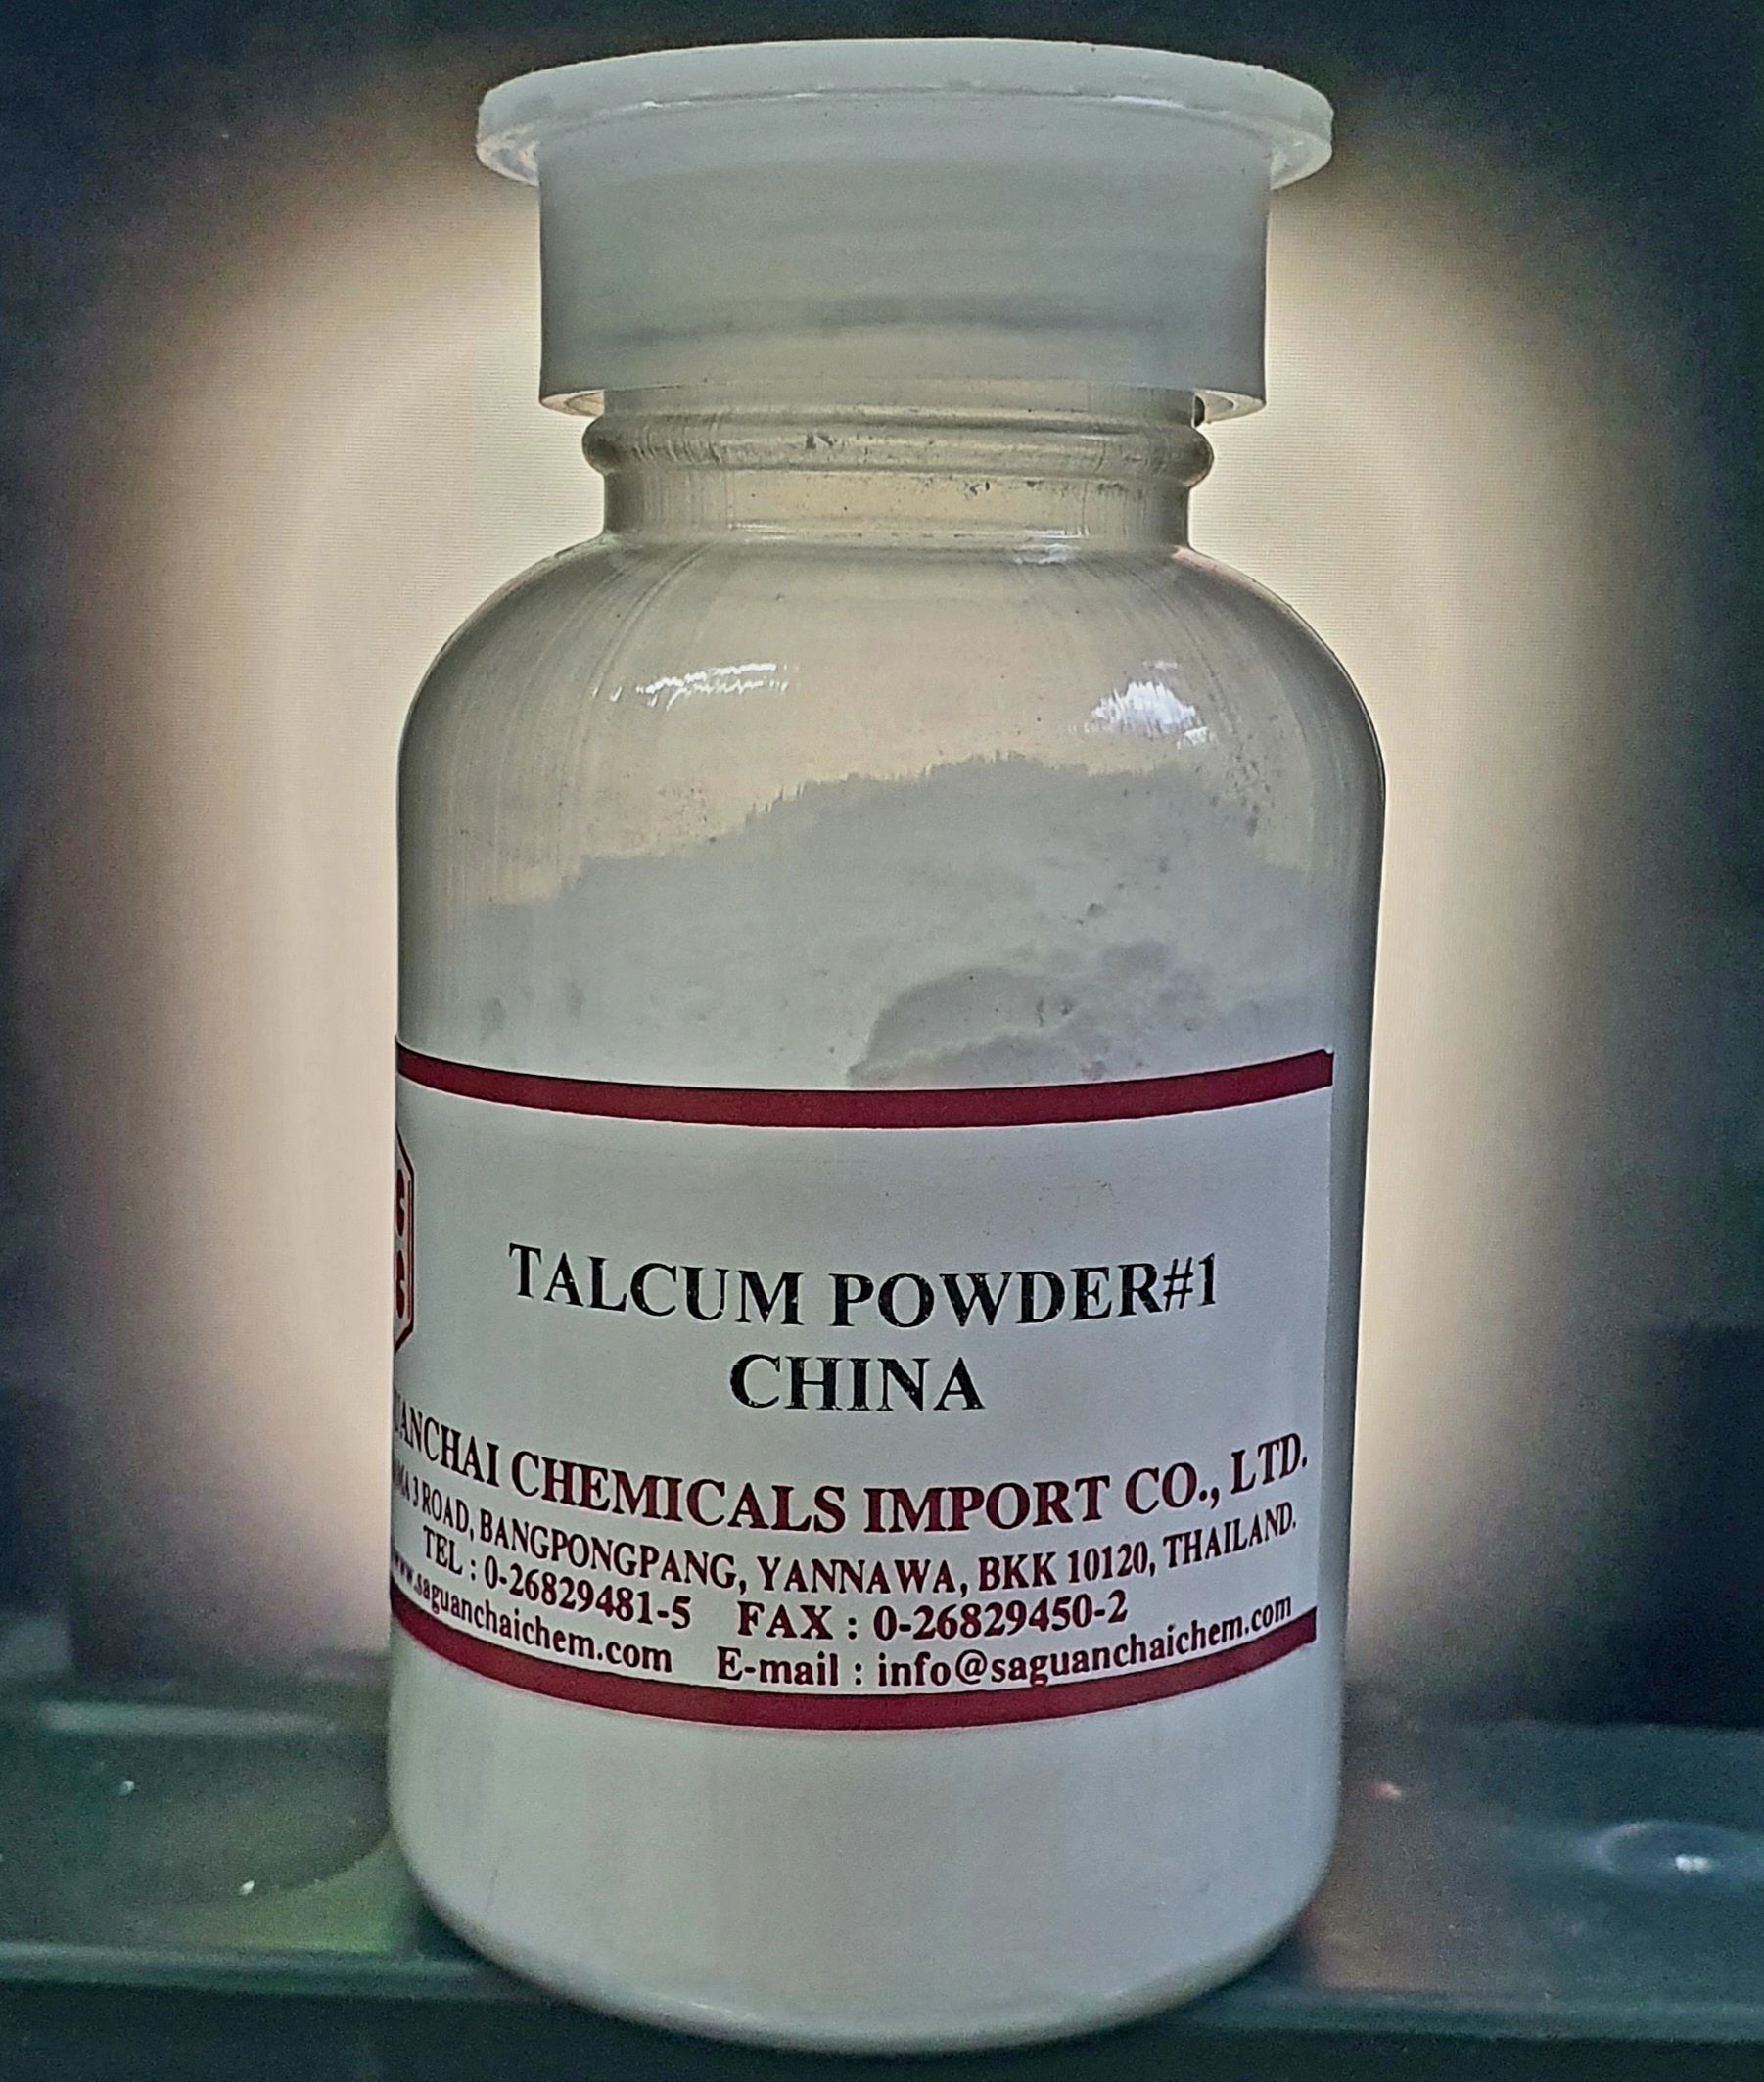 TALCUM POWDER#1
CHINA
CHEMICALS IMPORT CO., LTD.
3 ROAD, BANGPONGPANG, YANNAWA, BKK 10120, THAILAND.
TEL : 0-26829481-5 FAX : 0-26829450-2
www.saguanchaichem.com E-mail : info@saguanchaichem.com